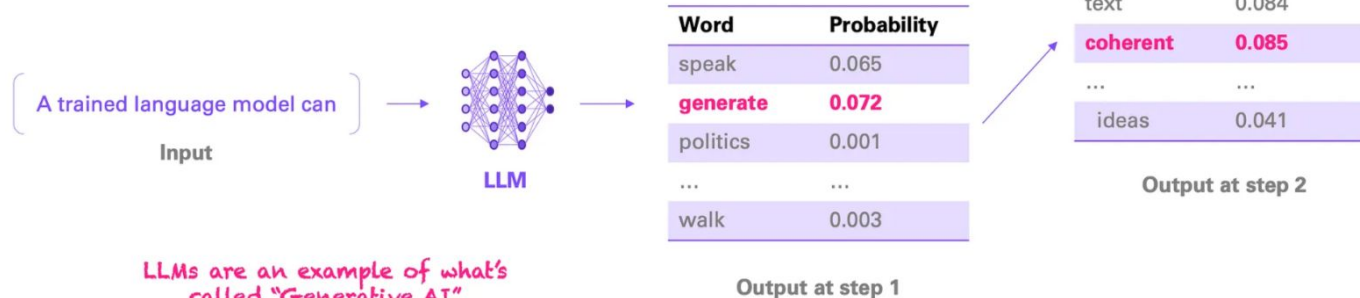 A trained language model can
Input
LLM
LLMs are an example of what's
called "Generative AI"
Word Probability
speak 0.065
generate 0.072
politics 0.001
... ...
walk 0.003
Output at step 1
text 0.084
coherent 0.085
... ...
ideas 0.041
Output at step 2